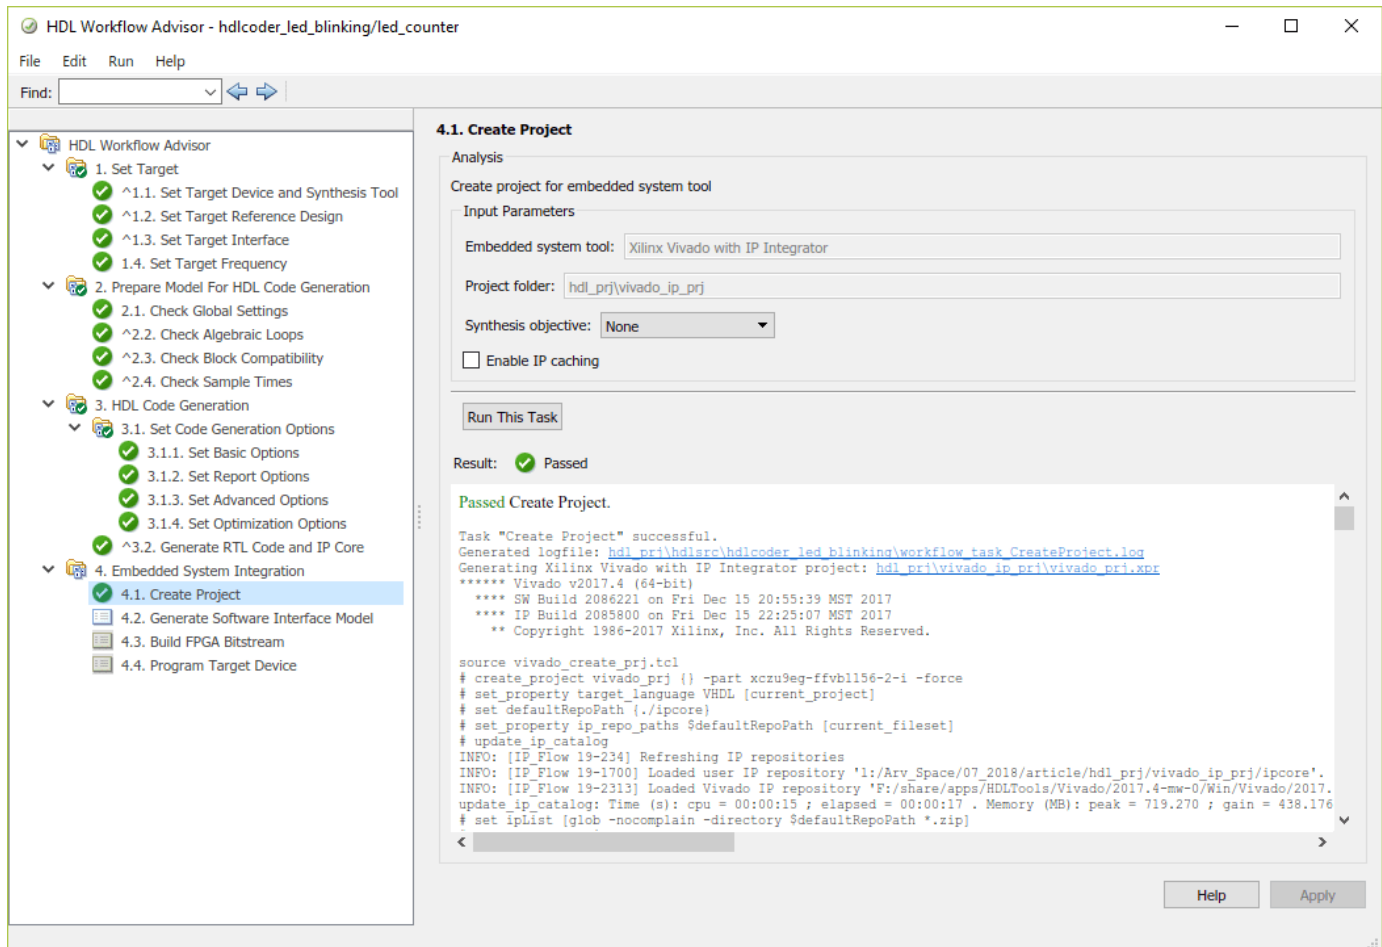 HDL Workflow Advisor - hdlcoder_led_blinking/led_counter
File Edit Run Help
Find:
HDL Workflow Advisor
1. Set Target
^1.1. Set Target Device and Synthesis Tool
^1.2. Set Target Reference Design
^1.3. Set Target Interface
1.4. Set Target Frequency
2. Prepare Model For HDL Code Generation
2.1. Check Global Settings
^2.2. Check Algebraic Loops
^2.3. Check Block Compatibility
^2.4. Check Sample Times
3. HDL Code Generation
3.1. Set Code Generation Options
3.1.1. Set Basic Options
3.1.2. Set Report Options
3.1.3. Set Advanced Options
3.1.4. Set Optimization Options
^3.2. Generate RTL Code and IP Core
4. Embedded System Integration
4.1. Create Project
4.2. Generate Software Interface Model
4.3. Build FPGA Bitstream
4.4. Program Target Device
4.1. Create Project
Analysis
Create project for embedded system tool
Input Parameters
Embedded system tool: Xilinx Vivado with IP Integrator
Project folder: hdl_prj\vivado_ip_prj
Synthesis objective: None
Enable IP caching
Run This Task
Result: Passed
Passed Create Project.
Task "Create Project" successful.
Generated logfile: hdl_prj\hdlsrc\hdlcoder_led_blinking\workflow_task_CreateProject.log
Generating Xilinx Vivado with IP Integrator project: hdl_prj\vivado_ip_prj\vivado_prj.xpr
****** Vivado v2017.4 (64-bit)
**** SW Build 2086221 on Fri Dec 15 20:55:39 MST 2017
**** IP Build 2085800 on Fri Dec 15 22:25:07 MST 2017
** Copyright 1986-2017 Xilinx, Inc. All Rights Reserved.
source vivado_create_prj.tcl
# create_project vivado_prj {} -part xczu9eg-ffvb1156-2-i -force
# set_property target_language VHDL [current_project]
# set defaultRepoPath {./ipcore}
# set_property ip_repo_paths $defaultRepoPath [current_fileset]
# update_ip_catalog
INFO: [IP_Flow 19-234] Refreshing IP repositories
INFO: [IP_Flow 19-1700] Loaded user IP repository 'l:/Arv_Space/07_2018/article/hdl_prj/vivado_ip_prj/ipcore'.
INFO: [IP_Flow 19-2313] Loaded Vivado IP repository 'F:/share/apps/HDLTools/Vivado/2017.4-mw-0/Win/Vivado/2017.
update_ip_catalog: Time (s): cpu = 00:00:15 ; elapsed = 00:00:17 . Memory (MB): peak = 719.270 ; gain = 438.176
# set ipList [glob -nocomplain -directory $defaultRepoPath *.zip]
Help Apply